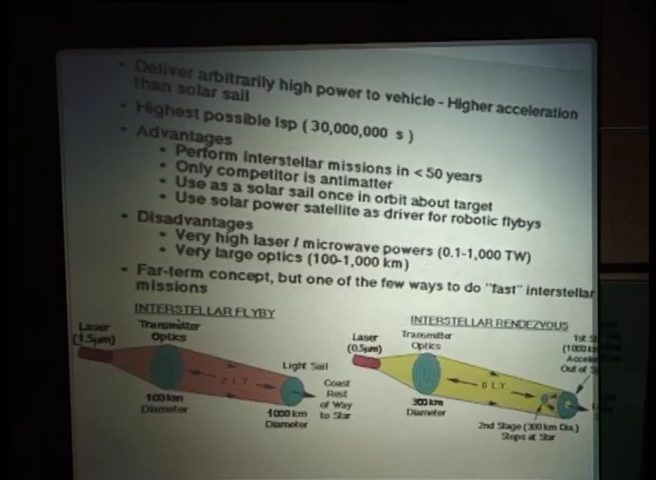 • Deliver arbitrarily high power to vehicle - Higher acceleration
than solar sail
• Highest possible Isp ( 30,000,000 s )
• Advantages
• Perform interstellar missions in < 50 years
• Only competitor is antimatter
• Use as a solar sail once in orbit about target
• Use solar power satellite as driver for robotic flybys
• Disadvantages
• Very high laser / microwave powers (0.1-1,000 TW)
• Very large optics (100-1,000 km)
• Far-term concept, but one of the few ways to do "fast" interstellar
missions
INTERSTELLAR FLYBY
Laser
(1.5µm)
Transmitter
Optics
100 km
Diameter
L.Y.
Light Sail
1000 km
Diameter
Coast
Rest
of Way
to Star
INTERSTELLAR RENDEZVOUS
Laser
(0.5µm)
Transmitter
Optics
300 km
Diameter
L.Y.
1st
(1000
Out of
2nd Stage (300 km Dia.)
Stops at Star